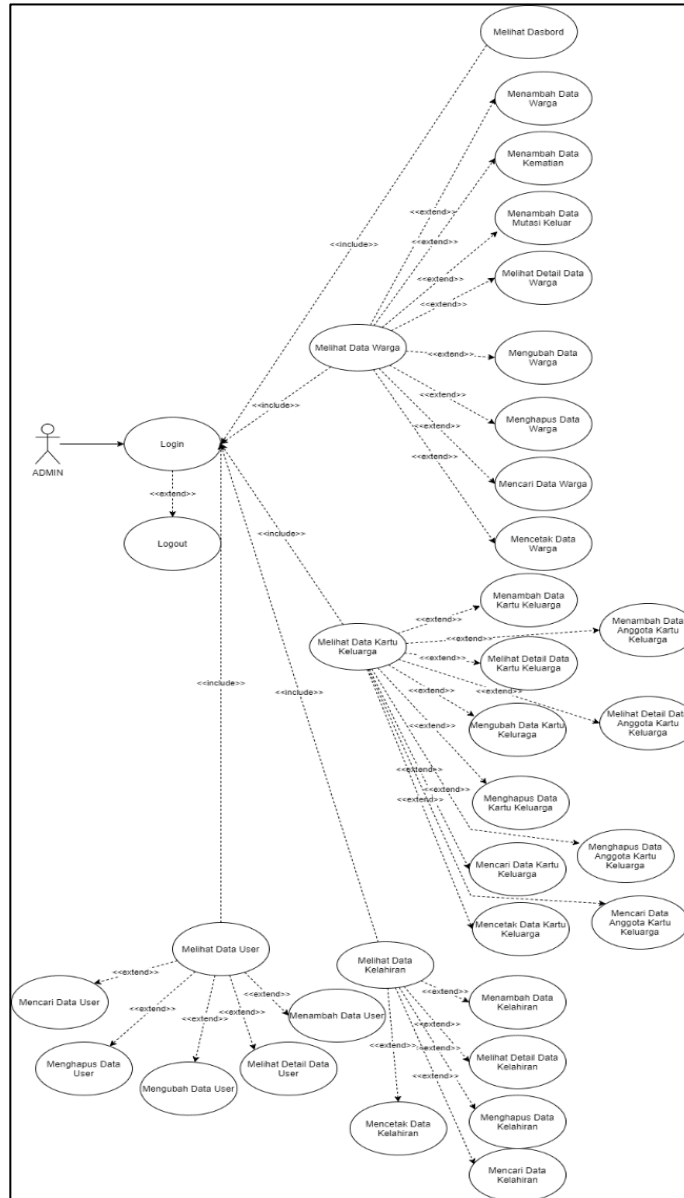 Melihat Dasbord
Menambah Data
Warga
Menambah Data
Kematian
<<extend>>
Menambah Data
Mutasi Keluar
<<extend>>
<<include>>
<<extend>>
Melihat Detail Data
Warga
<<extend>>
Melihat Data Warga
<<extend>>
Mengubah Data
Warga
<<include>>
<<extend>>
Menghapus Data
Warga
<<extend>>
Login
<<extend>>
Mencari Data Warga
ADMIN
<<extend>>
Logout
<<include>>
Mencetak Data
Warga
Menambah Data
Kartu Keluarga
<<extend>>
Menambah Data
Anggota Kartu
Keluarga
<<extend>>
Melihat Data Kartu
Keluarga
<<extend>>
Melihat Detail Data
Kartu Keluarga
<<include>>
<<include>>
<<extend>>
<<extend>>
Melihat Detail Data
Anggota Kartu
Keluarga
Mengubah Data Kartu
Keluraga
<<extend>>
<<extend>>
<<extend>>
<<extend>>
Menghapus Data
Kartu Keluarga
Menghapus Data
Anggota Kartu
Keluarga
Mencari Data Kartu
Keluarga
Mencari Data
Anggota Kartu
Keluarga
Mencetak Data Kartu
Keluarga
Melihat Data User
Melihat Data
Kelahiran
<<extend>>
<<extend>>
<<extend>>
Mencari Data User
<<extend>>
<<extend>>
Menambah Data User
<<extend>>
Menambah Data
Kelahiran
<<extend>>
<<extend>>
Menghapus Data
User
Mengubah Data User
Melihat Detail Data
User
<<extend>>
Melihat Detail Data
Kelahiran
<<extend>>
Mencetak Data
Kelahiran
Menghapus Data
Kelahiran
Mencari Data
Kelahiran